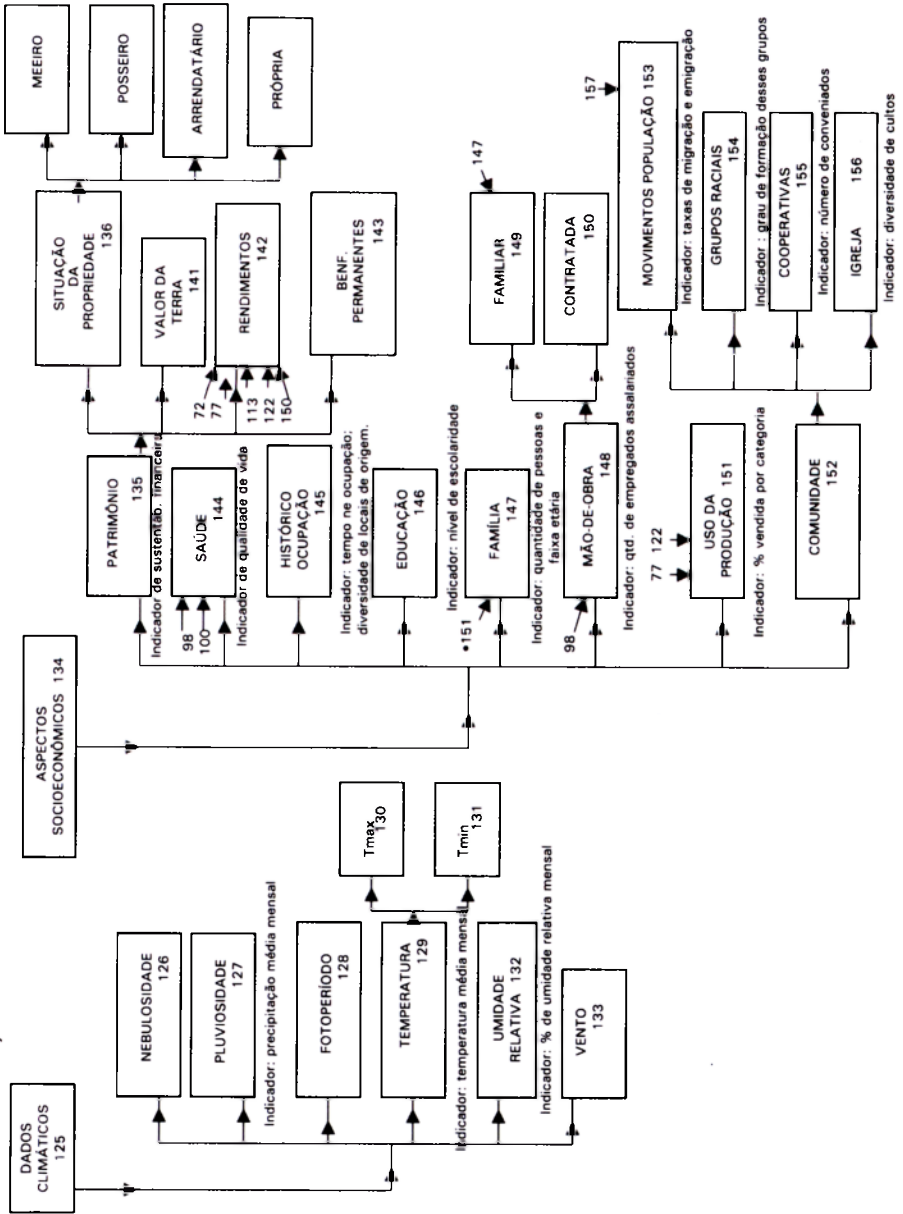 DADOS
CLIMÁTICOS
125
NEBULOSIDADE
126
PLUVIOSIDADE
127
Indicador: precipitação média mensal
FOTOPERÍODO
128
TEMPERATURA
129
Indicador: temperatura média mensal
Tmax
130
Tmin
131
UMIDADE
RELATIVA 132
Indicador: % de umidade relativa mensal
VENTO
133
ASPECTOS
SOCIOECONÔMICOS 134
PATRIMÔNIO
135
Indicador de sustentab. financeira
SITUAÇÃO
DA
PROPRIEDADE
136
MEEIRO
POSSEIRO
ARRENDATÁRIO
PRÓPRIA
VALOR DA
TERRA
141
72
77
113
122
150
RENDIMENTOS
142
BENF.
PERMANENTES
143
98
100
SAÚDE
144
Indicador de qualidade de vida
HISTÓRICO
OCUPAÇÃO
145
Indicador: tempo ne ocupação;
diversidade de locais de origem.
EDUCAÇÃO
146
Indicador: nível de escolaridade
•151
FAMÍLIA
147
Indicador: quantidade de pessoas e
faixa etária
98
MÃO-DE-OBRA
148
Indicador: qtd. de empregados assalariados
147
FAMILIAR
149
CONTRATADA
150
77 122
USO DA
PRODUÇÃO 151
Indicador: % vendida por categoria
COMUNIDADE
152
157
MOVIMENTOS POPULAÇÃO 153
Indicador: taxas de migração e emigração
GRUPOS RACIAIS
154
Indicador : grau de formação desses grupos
COOPERATIVAS
155
Indicador: número de conveniados
IGREJA 156
Indicador: diversidade de cultos